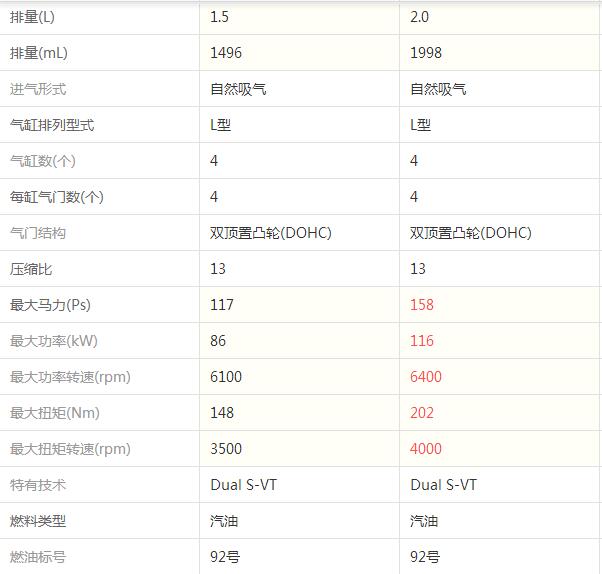 排量(L) 1.5 2.0
排量(mL) 1496 1998
进气形式 自然吸气 自然吸气
气缸排列型式 L型 L型
气缸数(个) 4 4
每缸气门数(个) 4 4
气门结构 双顶置凸轮(DOHC) 双顶置凸轮(DOHC)
压缩比 13 13
最大马力(Ps) 117 158
最大功率(kW) 86 116
最大功率转速(rpm) 6100 6400
最大扭矩(Nm) 148 202
最大扭矩转速(rpm) 3500 4000
特有技术 Dual S-VT Dual S-VT
燃料类型 汽油 汽油
燃油标号 92号 92号